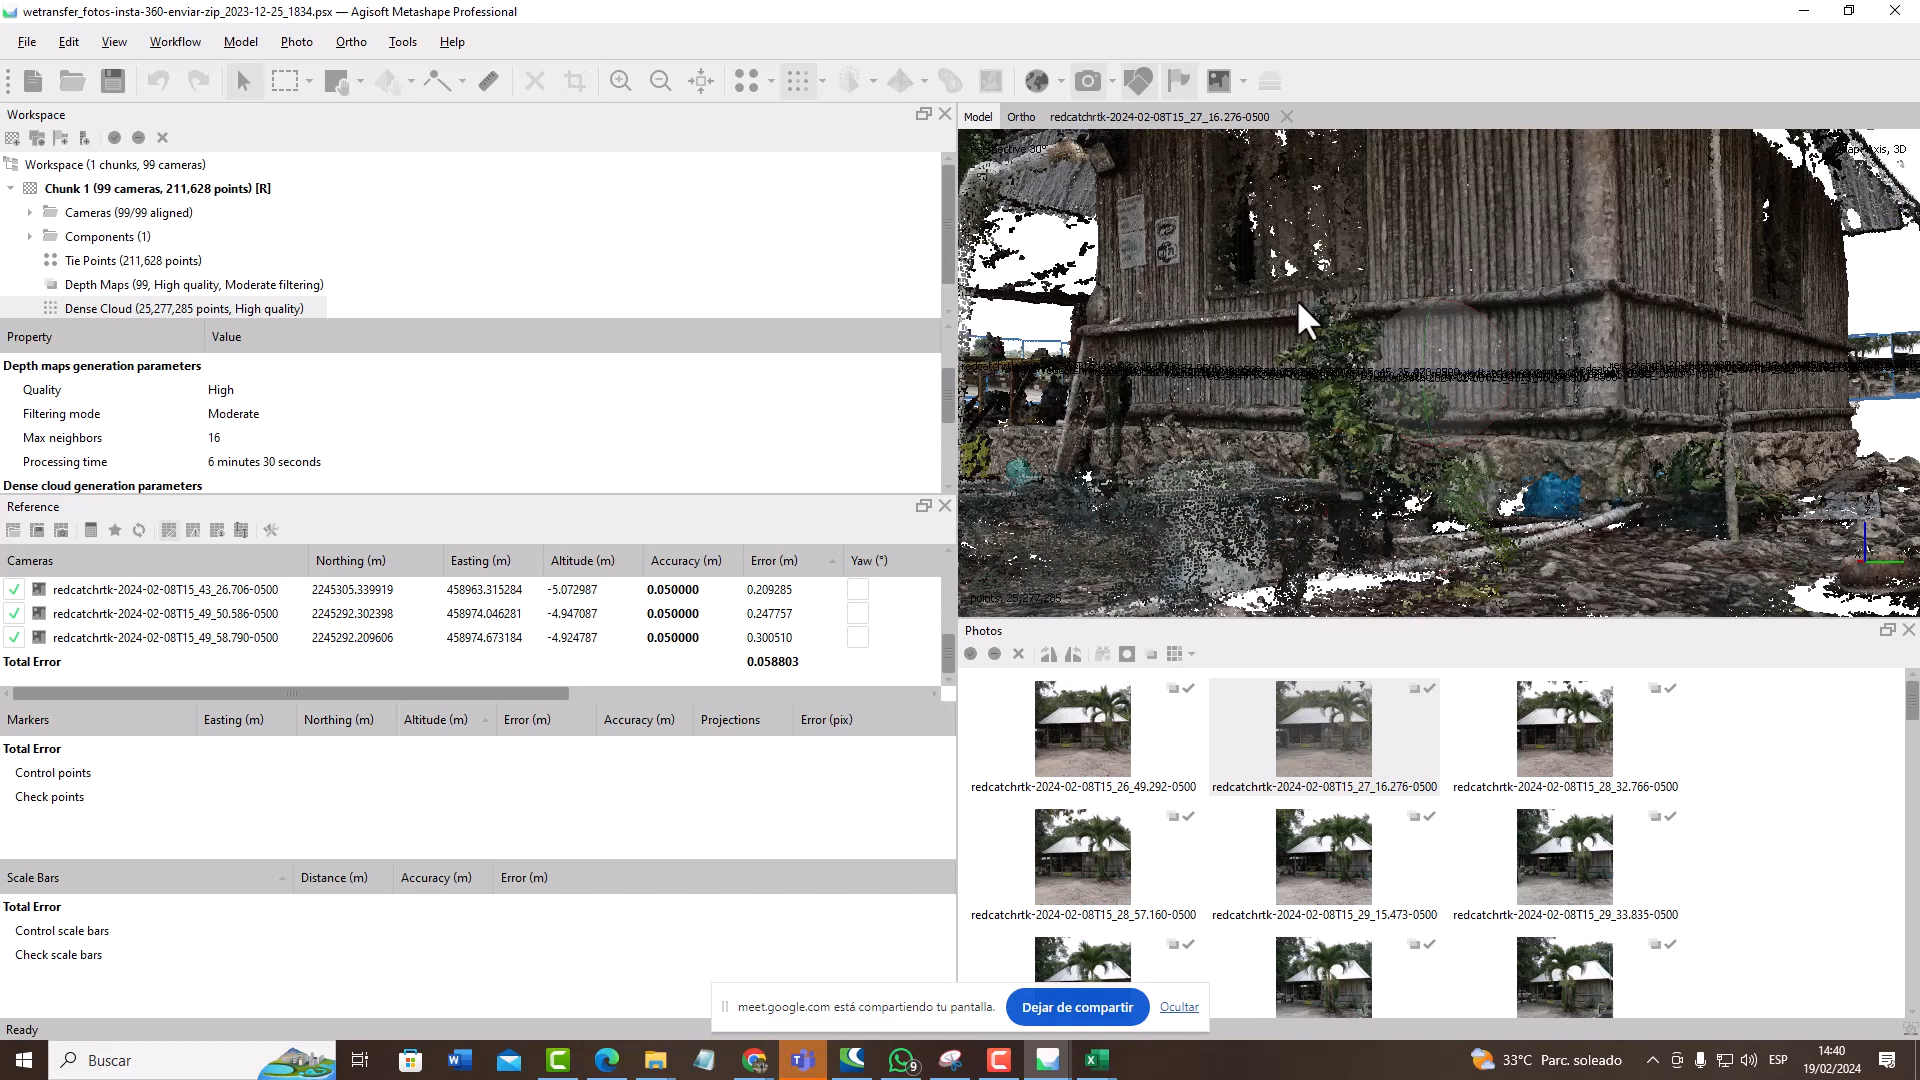 wetransfer_fotos-insta-360-enviar-zip_2023-12-25_1834.psx — Agisoft Metashape Professional
File Edit View Workflow Model Photo Ortho Tools Help
Workspace
Workspace (1 chunks, 99 cameras)
Chunk 1 (99 cameras, 211,628 points) [R]
Cameras (99/99 aligned)
Components (1)
Tie Points (211,628 points)
Depth Maps (99, High quality, Moderate filtering)
Dense Cloud (25,277,285 points, High quality)
Property Value
Depth maps generation parameters
Quality High
Filtering mode Moderate
Max neighbors 16
Processing time 6 minutes 30 seconds
Dense cloud generation parameters
Reference
Cameras Northing (m) Easting (m) Altitude (m) Accuracy (m) Error (m) Yaw (°)
redcatchrtk-2024-02-08T15_43_26.706-0500 2245305.339919 458963.315284 -5.072987 0.050000 0.209285
redcatchrtk-2024-02-08T15_49_50.586-0500 2245292.302398 458974.046281 -4.947087 0.050000 0.247757
redcatchrtk-2024-02-08T15_49_58.790-0500 2245292.209606 458974.673184 -4.924787 0.050000 0.300510
Total Error 0.058803
Markers Easting (m) Northing (m) Altitude (m) Error (m) Accuracy (m) Projections Error (pix)
Total Error
Control points
Check points
Scale Bars Distance (m) Accuracy (m) Error (m)
Total Error
Control scale bars
Check scale bars
Model Ortho redcatchrtk-2024-02-08T15_27_16.276-0500
Perspective 30°
Snap: Axis, 3D
points: 25,277,285
Photos
redcatchrtk-2024-02-08T15_26_49.292-0500 redcatchrtk-2024-02-08T15_27_16.276-0500 redcatchrtk-2024-02-08T15_28_32.766-0500
redcatchrtk-2024-02-08T15_28_57.160-0500 redcatchrtk-2024-02-08T15_29_15.473-0500 redcatchrtk-2024-02-08T15_29_33.835-0500
meet.google.com está compartiendo tu pantalla. Dejar de compartir Ocultar
Ready
Buscar
9
33°C Parc. soleado
ESP
14:40
19/02/2024